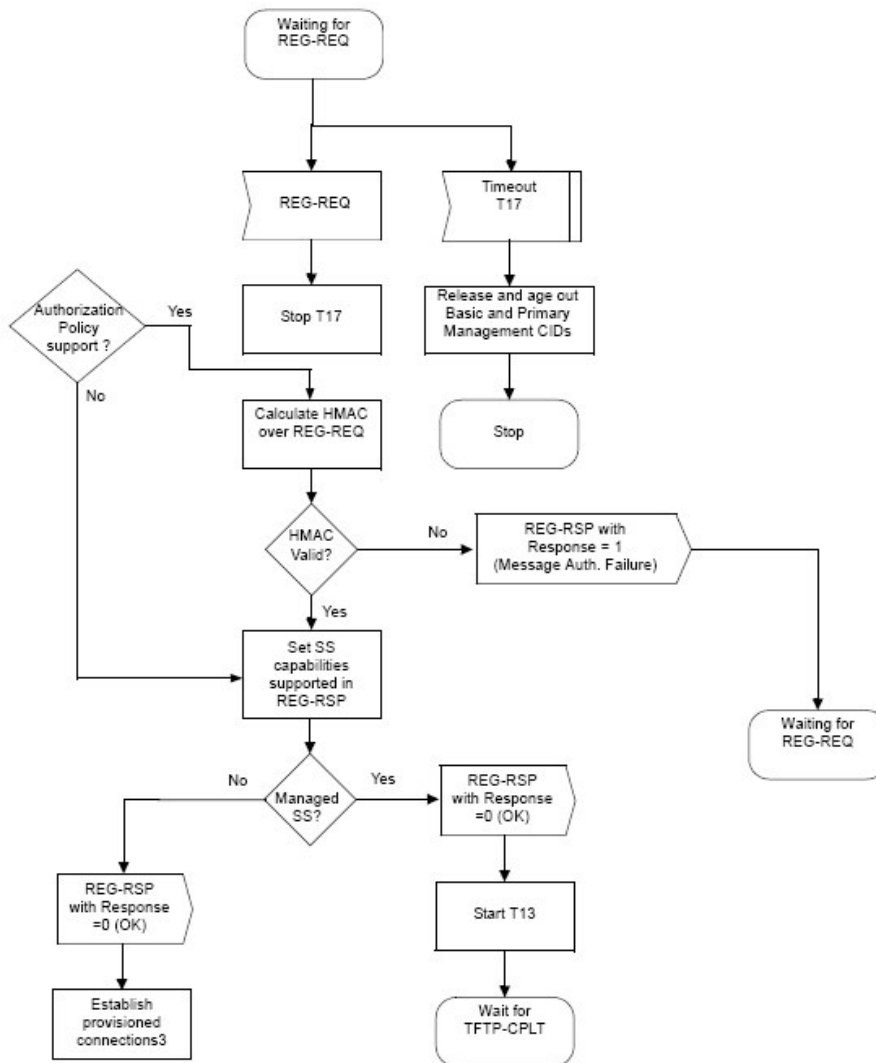 Waiting for
REG-REQ
REG-REQ
Timeout
T17
Stop T17
Release and age out
Basic and Primary
Management CIDs
Authorization
Policy
support ?
Yes
No
Calculate HMAC
over REG-REQ
Stop
HMAC
Valid?
No
REG-RSP with
Response = 1
(Message Auth. Failure)
Yes
Set SS
capabilities
supported in
REG-RSP
Waiting for
REG-REQ
No
Managed
SS?
Yes
REG-RSP
with Response
=0 (OK)
REG-RSP
with Response
=0 (OK)
Start T13
Establish
provisioned
connections3
Wait for
TFTP-CPLT